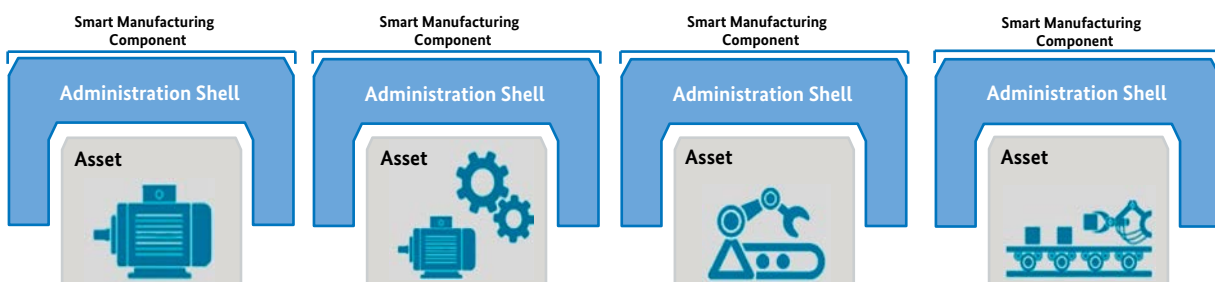 Smart Manufacturing
Component
Administration Shell
Asset
Smart Manufacturing
Component
Administration Shell
Asset
Smart Manufacturing
Component
Administration Shell
Asset
Smart Manufacturing
Component
Administration Shell
Asset